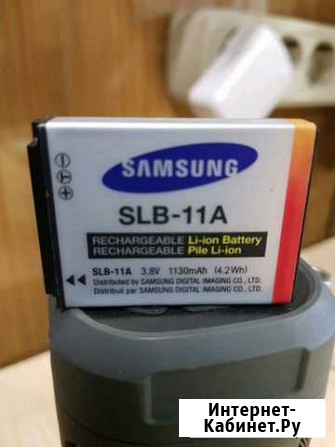 SAMSUNG
SLB-11A
RECHARGEABLE Li-ion Battery
RECHARGEABLE Pile Li-ion
SLB-11A 3.8V 1130mAh (4.2Wh)
Distributed by SAMSUNG DIGITAL IMAGING CO., LTD.
Distribué par SAMSUNG DIGITAL IMAGING CO., LTD.
Интернет-
Кабинет.Ру